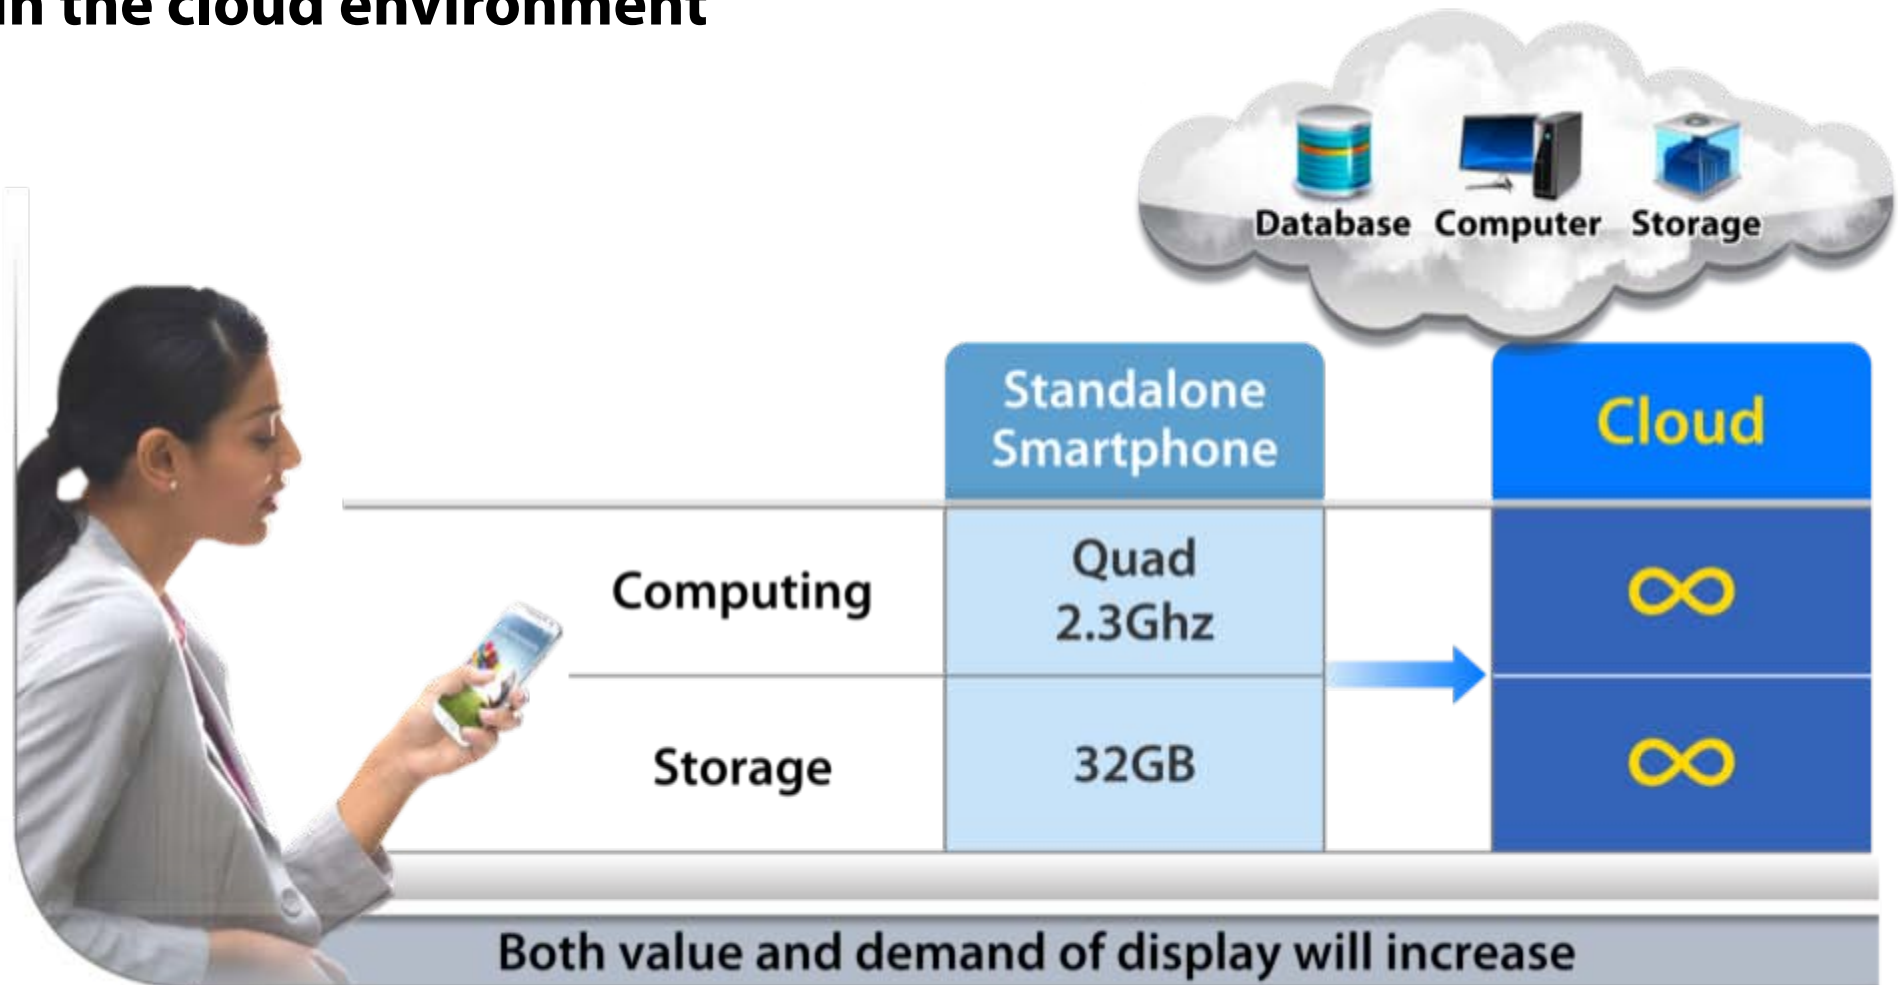 in the cloud environment
Database Computer Storage
Standalone
Smartphone
Cloud
Computing
Quad
2.3Ghz
∞
Storage
32GB
∞
Both value and demand of display will increase